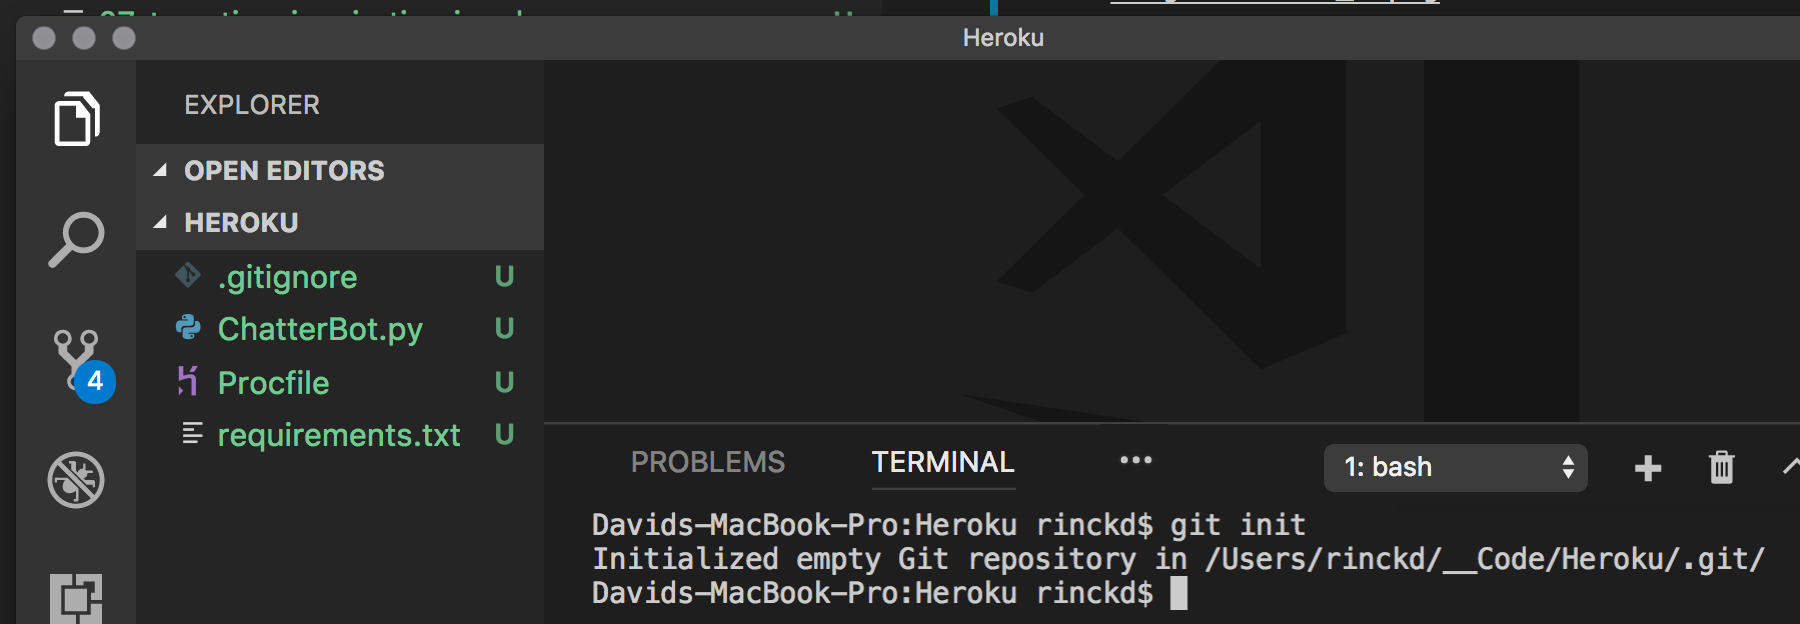 Heroku
EXPLORER
OPEN EDITORS
HEROKU
.gitignore U
ChatterBot.py U
Procfile U
requirements.txt U
4
PROBLEMS TERMINAL ••• 1: bash
Davids-MacBook-Pro:Heroku rinckd$ git init
Initialized empty Git repository in /Users/rinckd/__Code/Heroku/.git/
Davids-MacBook-Pro:Heroku rinckd$